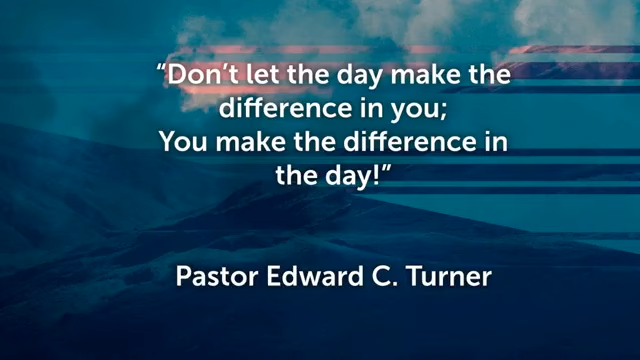 “Don’t let the day make the
difference in you;
You make the difference in
the day!”
Pastor Edward C. Turner